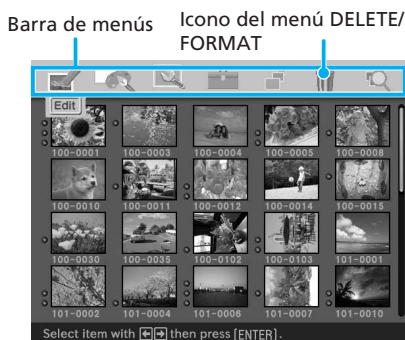 Barra de menús
Icono del menú DELETE/
FORMAT
Edit
100-0001 100-0003 100-0004 100-0005 100-0008
100-0010 100-0011 100-0012 100-0014 100-0015
100-0030 100-0035 100-0102 100-0103 101-0001
101-0002 101-0004 101-0006 101-0007 101-0010
Select item with ←→ then press [ENTER].